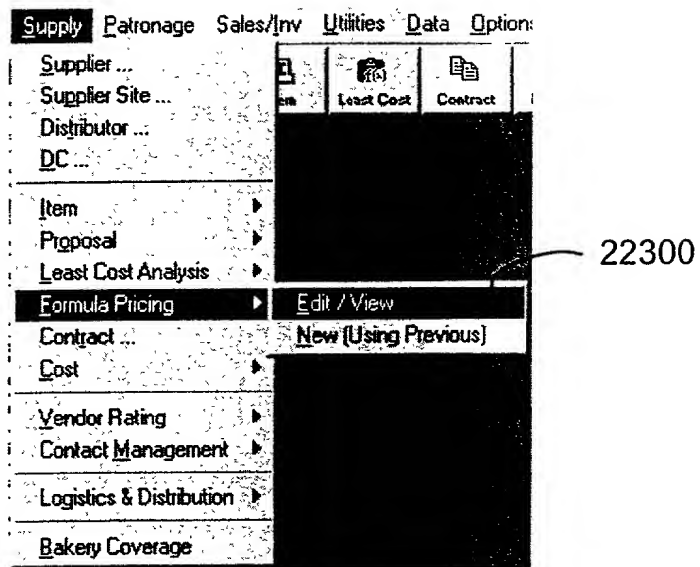 Supply Patronage Sales/Inv Utilities Data Option
Supplier ...
Supplier Site ...
Least Cost Contract
Distributor ...
DC ...
Item
Proposal
Least Cost Analysis
22300
Formula Pricing Edit / View
Contract ... New (Using Previous)
Cost
Vendor Rating
Contact Management
Logistics & Distribution
Bakery Coverage